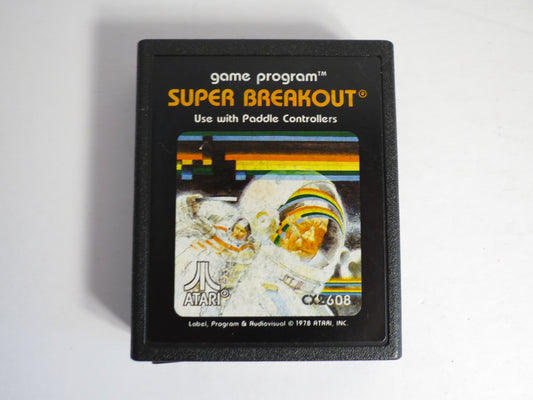 game program™
SUPER BREAKOUT®
Use with Paddle Controllers
ATARI®
CX2608
Label, Program & Audiovisual © 1978 ATARI, INC.